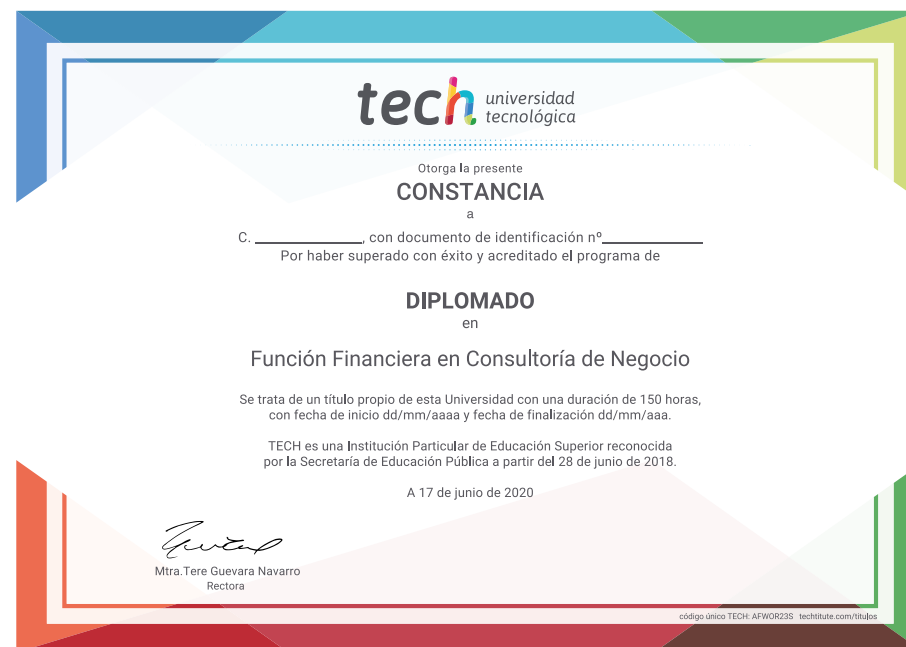 tech universidad
tecnológica
Otorga la presente
CONSTANCIA
a
C. ____________, con documento de identificación nº____________
Por haber superado con éxito y acreditado el programa de
DIPLOMADO
en
Función Financiera en Consultoría de Negocio
Se trata de un título propio de esta Universidad con una duración de 150 horas,
con fecha de inicio dd/mm/aaaa y fecha de finalización dd/mm/aaa.
TECH es una Institución Particular de Educación Superior reconocida
por la Secretaría de Educación Pública a partir del 28 de junio de 2018.
A 17 de junio de 2020
Mtra.Tere Guevara Navarro
Rectora
código único TECH: AFWOR23S techtitute.com/titulos